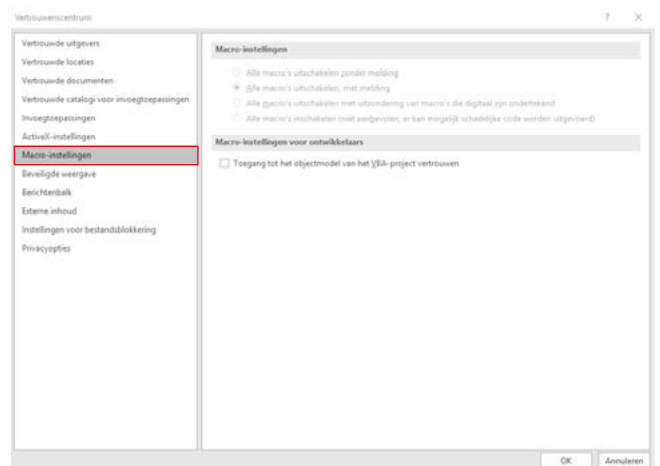 Vertrouwenscentrum
?
Vertrouwde uitgevers
Vertrouwde locaties
Vertrouwde documenten
Vertrouwde catalogi voor invoegtoepassingen
Invoegtoepassingen
ActiveX-instellingen
Macro-instellingen
Beveiligde weergave
Berichtenbalk
Externe inhoud
Instellingen voor bestandsblokkering
Privacyopties
Macro-instellingen
Alle macro's uitschakelen zonder melding
Alle macro's uitschakelen, met melding
Alle macro's uitschakelen met uitzondering van macro's die digitaal zijn ondertekend
Alle macro's inschakelen (niet aanbevolen, er kan mogelijk schadelijke code worden uitgevoerd)
Macro-instellingen voor ontwikkelaars
Toegang tot het objectmodel van het VBA-project vertrouwen
OK
Annuleren